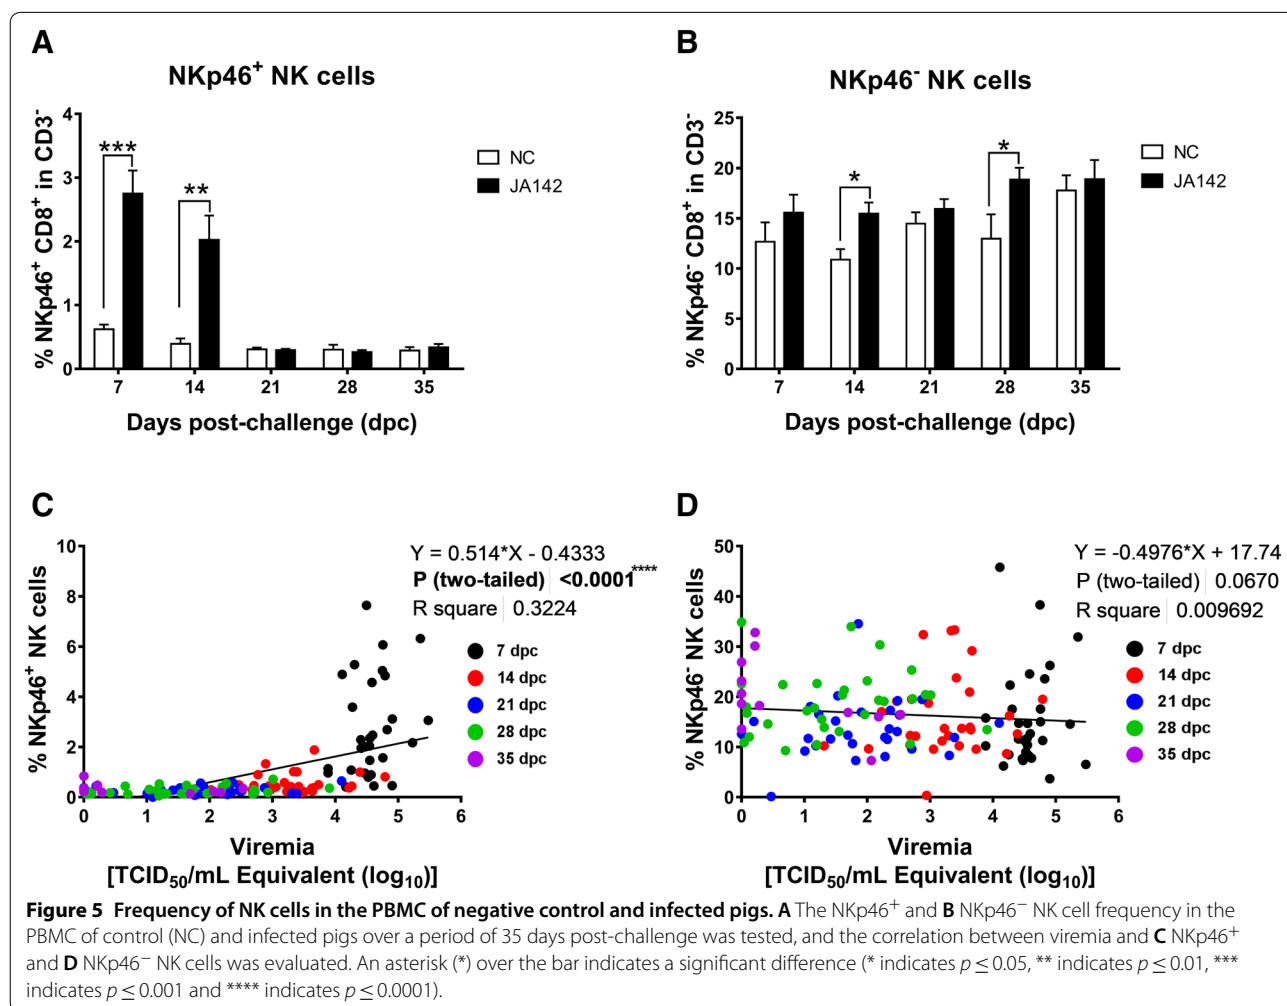 A
NKp46+ NK cells
% NKp46+ CD8+ in CD3-
4
3
2
1
0
***
**
NC
JA142
7 14 21 28 35
Days post-challenge (dpc)
B
NKp46- NK cells
% NKp46- CD8+ in CD3-
25
20
15
10
5
0
*
*
NC
JA142
7 14 21 28 35
Days post-challenge (dpc)
C
% NKp46+ NK cells
10
8
6
4
2
0
Y = 0.514*X - 0.4333
P (two-tailed) <0.0001****
R square 0.3224
7 dpc
14 dpc
21 dpc
28 dpc
35 dpc
0 1 2 3 4 5 6
Viremia
[TCID50/mL Equivalent (log10)]
D
% NKp46- NK cells
50
40
30
20
10
0
Y = -0.4976*X + 17.74
P (two-tailed) 0.0670
R square 0.009692
7 dpc
14 dpc
21 dpc
28 dpc
35 dpc
0 1 2 3 4 5 6
Viremia
[TCID50/mL Equivalent (log10)]
Figure 5 Frequency of NK cells in the PBMC of negative control and infected pigs. A The NKp46+ and B NKp46− NK cell frequency in the
PBMC of control (NC) and infected pigs over a period of 35 days post-challenge was tested, and the correlation between viremia and C NKp46+
and D NKp46− NK cells was evaluated. An asterisk (*) over the bar indicates a significant difference (* indicates p ≤ 0.05, ** indicates p ≤ 0.01, ***
indicates p ≤ 0.001 and **** indicates p ≤ 0.0001).